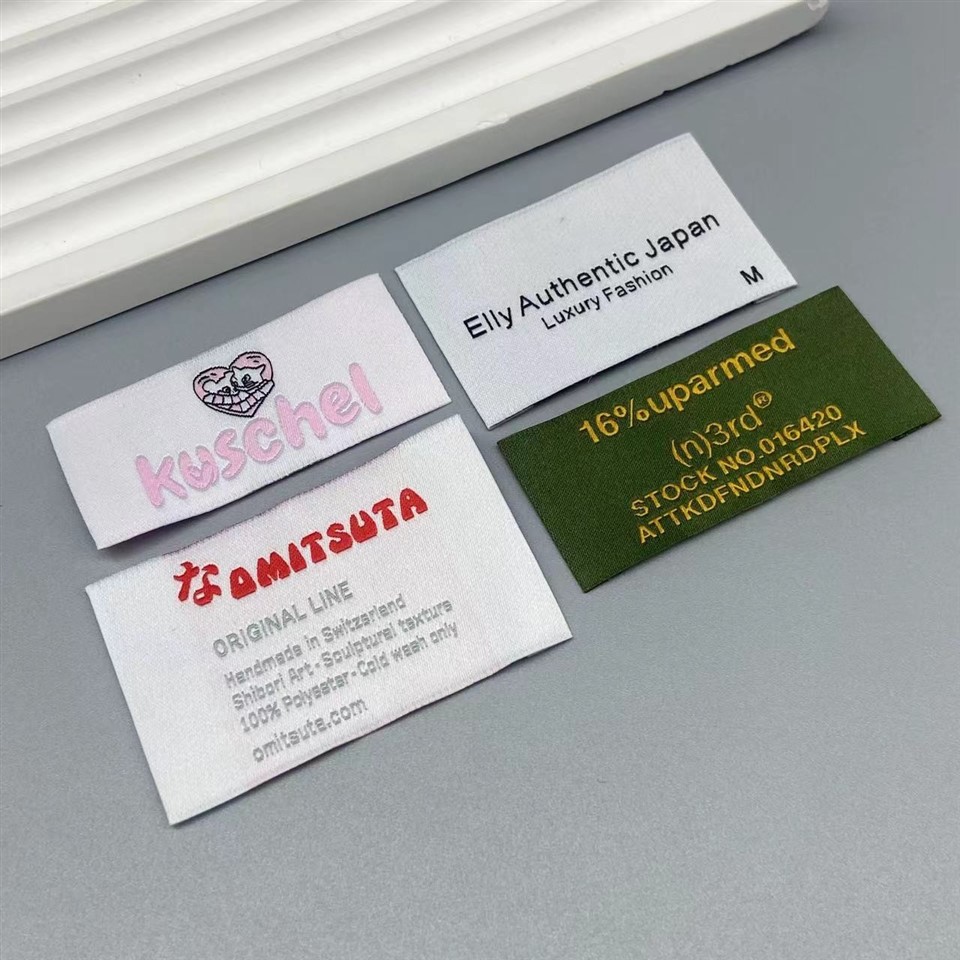 Elly Authentic Japan
Luxury Fashion
M
kuschel
16%uparmed
(n)3rd®
STOCK NO.016420
ATTKDFNDNRDPLX
なOMITSUTA
ORIGINAL LINE
Handmade in Switzerland
Shibori Art - Sculptural texture
100% Polyester - Cold wash only
omitsuta.com